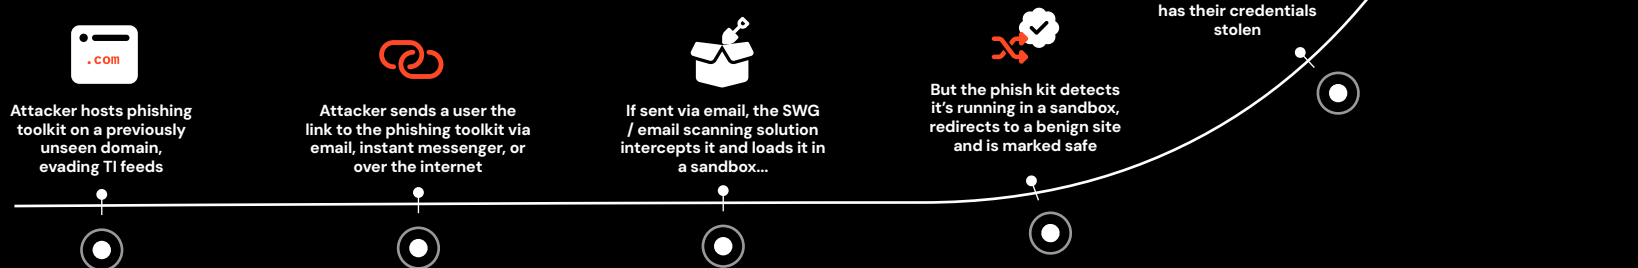 .com
Attacker hosts phishing
toolkit on a previously
unseen domain,
evading TI feeds
Attacker sends a user the
link to the phishing toolkit via
email, instant messenger, or
over the internet
If sent via email, the SWG
/ email scanning solution
intercepts it and loads it in
a sandbox...
But the phish kit detects
it’s running in a sandbox,
redirects to a benign site
and is marked safe
has their credentials
stolen